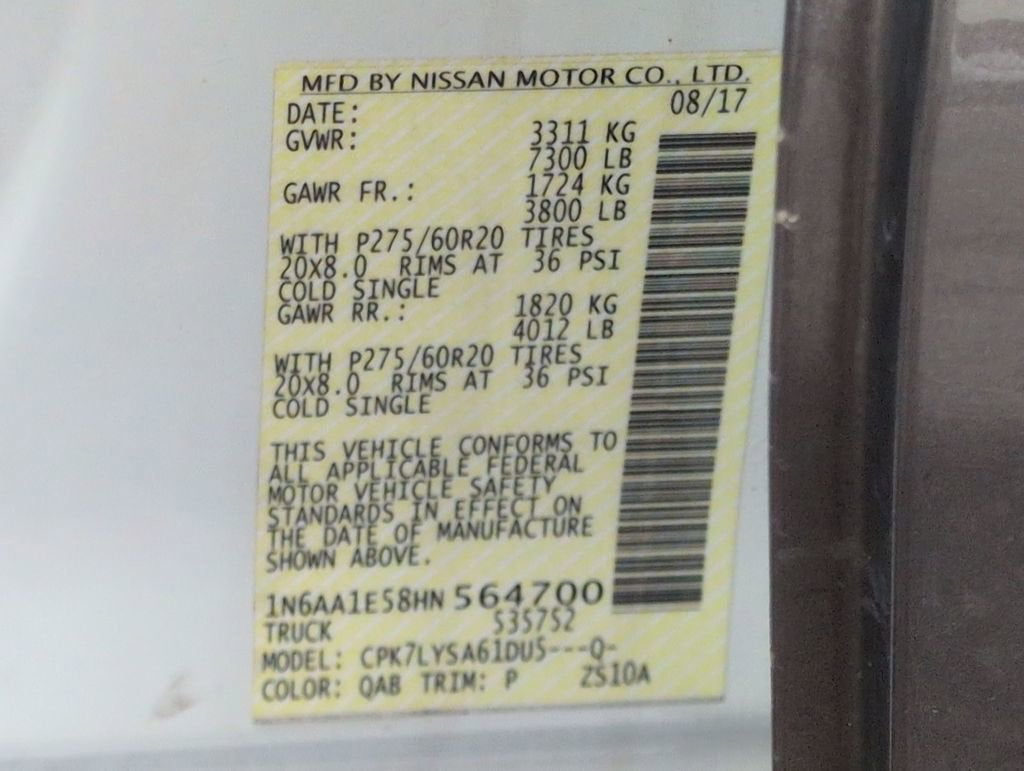 MFD BY NISSAN MOTOR CO., LTD.
DATE: 08/17
GVWR: 3311 KG
7300 LB
GAWR FR.: 1724 KG
3800 LB
WITH P275/60R20 TIRES
20X8.0 RIMS AT 36 PSI
COLD SINGLE
GAWR RR.: 1820 KG
4012 LB
WITH P275/60R20 TIRES
20X8.0 RIMS AT 36 PSI
COLD SINGLE
THIS VEHICLE CONFORMS TO
ALL APPLICABLE FEDERAL
MOTOR VEHICLE SAFETY
STANDARDS IN EFFECT ON
THE DATE OF MANUFACTURE
SHOWN ABOVE.
1N6AA1E58HN 564700
TRUCK 535752
MODEL: CPK7LYSA61DU5---Q-
COLOR: QAB TRIM: P ZS10A